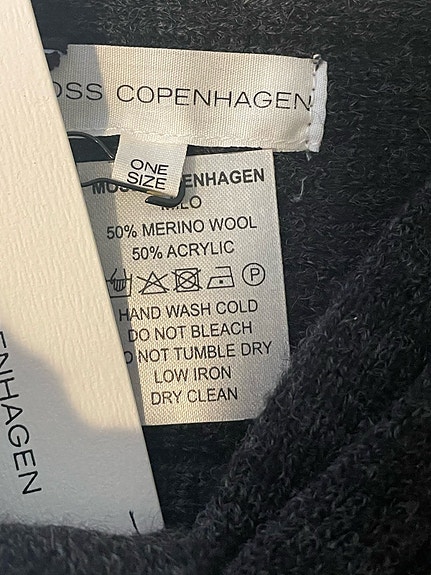 OSS COPENHAGEN
ONE
SIZE
MOS ENHAGEN
LO
50% MERINO WOOL
50% ACRYLIC
P
HAND WASH COLD
DO NOT BLEACH
O NOT TUMBLE DRY
LOW IRON
DRY CLEAN
ENHAGEN